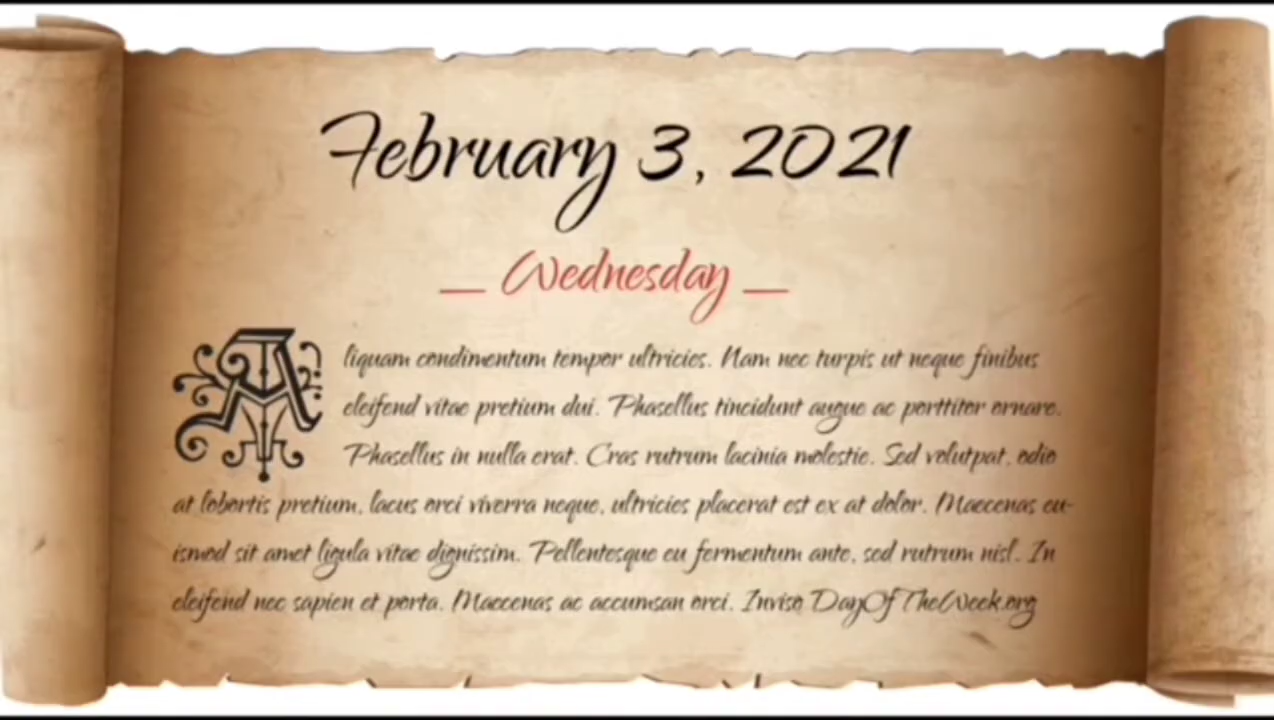 February 3, 2021
— Wednesday —
Aliquam condimentum tempor ultricies. Nam nec turpis ut neque finibus
eleifend vitae pretium dui. Phasellus tincidunt augue ac porttitor ornare.
Phasellus in nulla erat. Cras rutrum lacinia molestie. Sed volutpat, odio
at lobortis pretium, lacus orci viverra neque, ultricies placerat est ex at dolor. Maecenas eu-
ismod sit amet ligula vitae dignissim. Pellentesque eu fermentum ante, sed rutrum nisl. In
eleifend nec sapien et porta. Maecenas ac accumsan orci. Inviso DayOfTheWeek.org